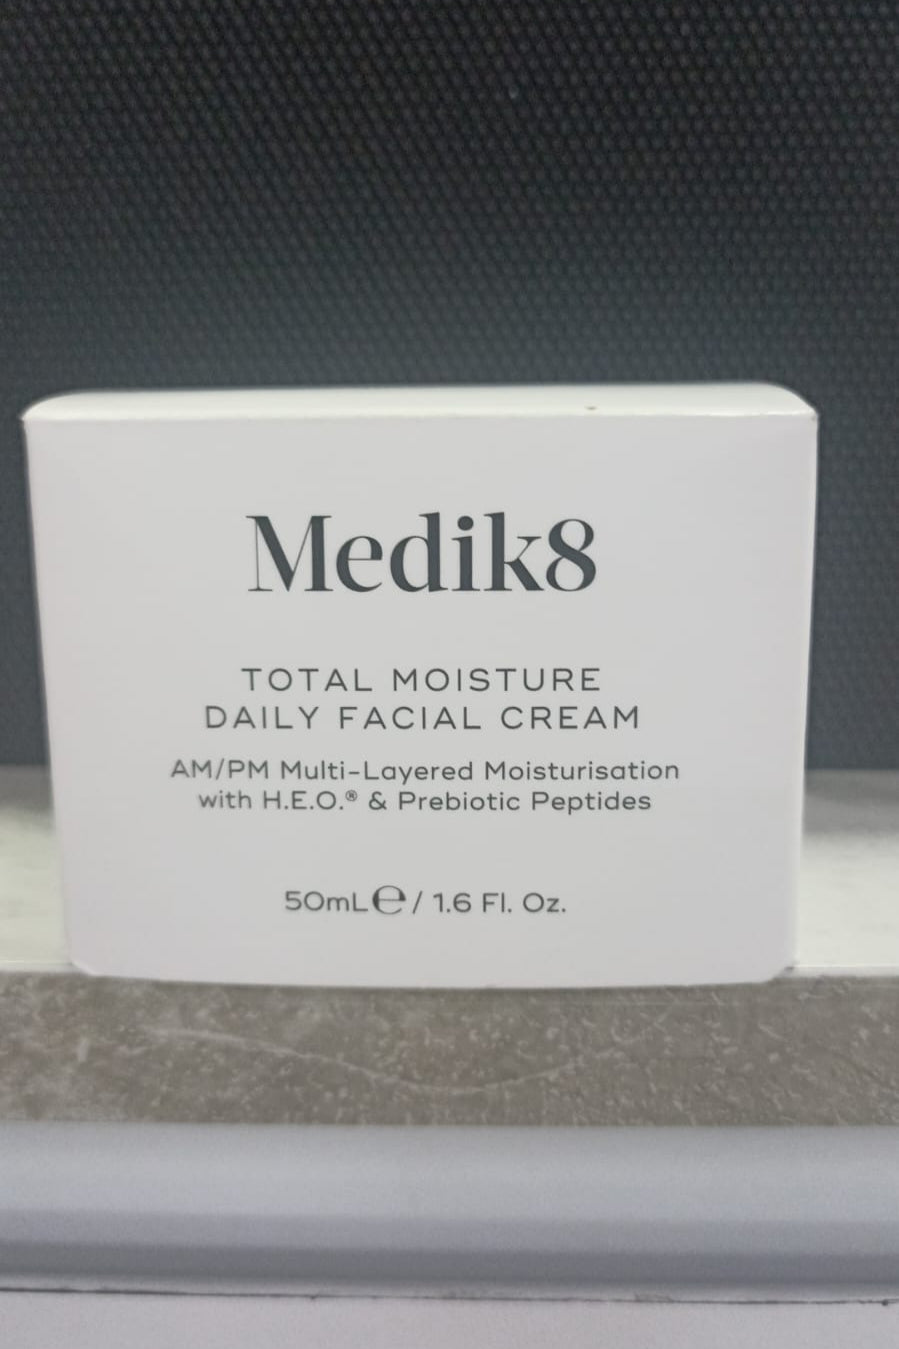 Medik8
TOTAL MOISTURE
DAILY FACIAL CREAM
AM/PM Multi-Layered Moisturisation
with H.E.O.® & Prebiotic Peptides
50mL℮ / 1.6 Fl. Oz.